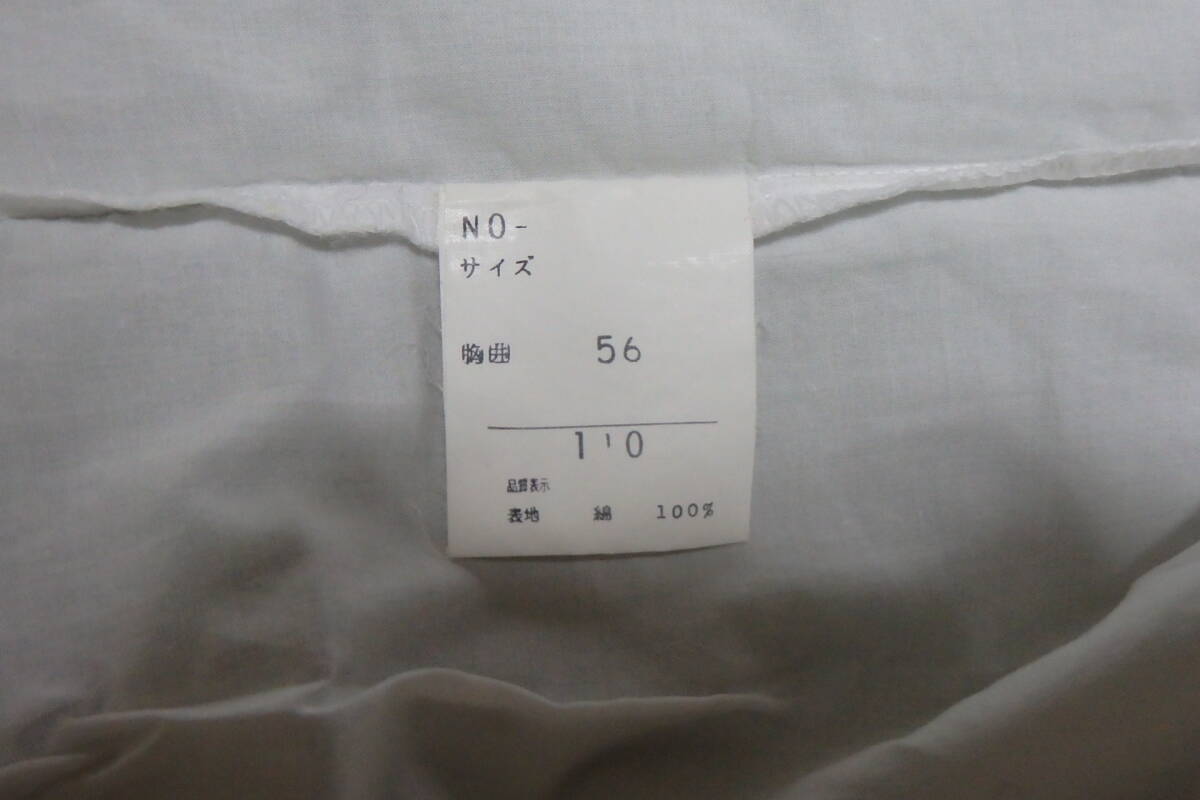 NO-
サイズ
胸囲 56
1'0
品質表示
表地 綿 100%